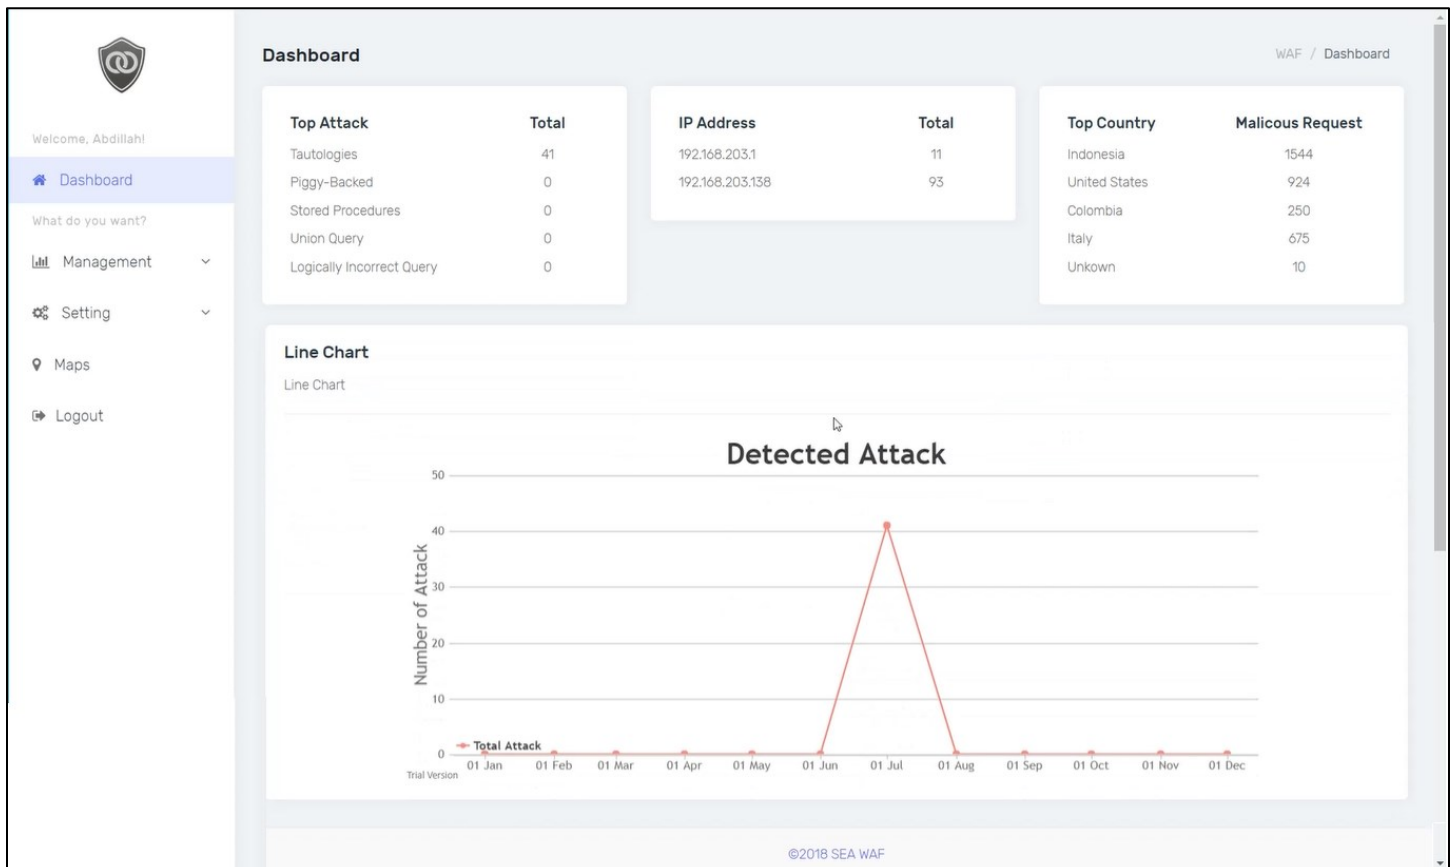 Welcome, Abdillah!
Dashboard
What do you want?
Management
Setting
Maps
Logout
Dashboard
WAF / Dashboard
Top Attack Total
Tautologies 41
Piggy-Backed 0
Stored Procedures 0
Union Query 0
Logically Incorrect Query 0
IP Address Total
192.168.203.1 11
192.168.203.138 93
Top Country Malicous Request
Indonesia 1544
United States 924
Colombia 250
Italy 675
Unkown 10
Line Chart
Line Chart
Detected Attack
Number of Attack
50
40
30
20
10
0
Total Attack
01 Jan 01 Feb 01 Mar 01 Apr 01 May 01 Jun 01 Jul 01 Aug 01 Sep 01 Oct 01 Nov 01 Dec
Trial Version
©2018 SEA WAF